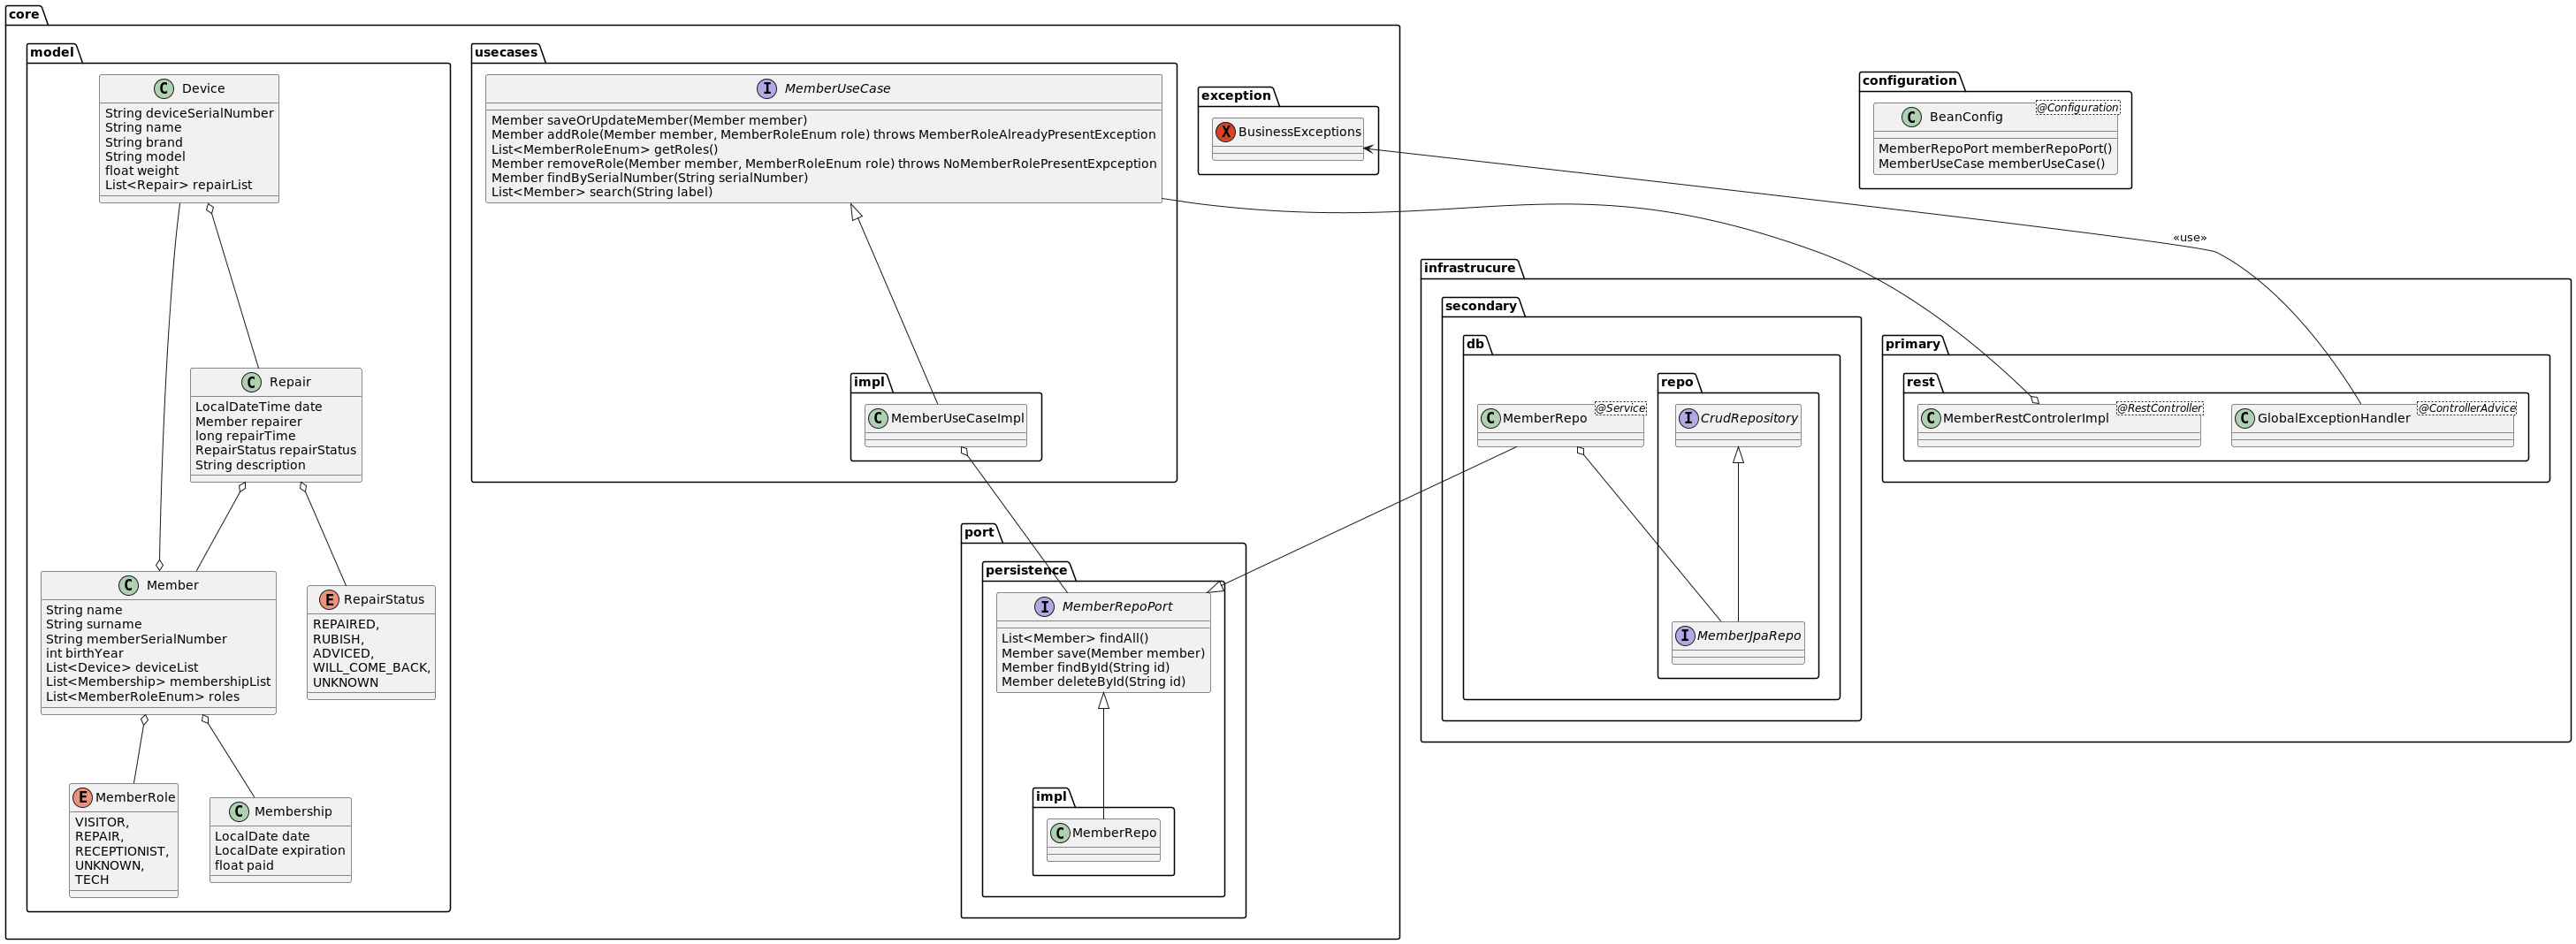 core
model
C Device
String deviceSerialNumber
String name
String brand
String model
float weight
List<Repair> repairList
C Repair
LocalDateTime date
Member repairer
long repairTime
RepairStatus repairStatus
String description
C Member
String name
String surname
String memberSerialNumber
int birthYear
List<Device> deviceList
List<Membership> membershipList
List<MemberRoleEnum> roles
E RepairStatus
REPAIRED,
RUBISH,
ADVICED,
WILL_COME_BACK,
UNKNOWN
E MemberRole
VISITOR,
REPAIR,
RECEPTIONIST,
UNKNOWN,
TECH
C Membership
LocalDate date
LocalDate expiration
float paid
usecases
I MemberUseCase
Member saveOrUpdateMember(Member member)
Member addRole(Member member, MemberRoleEnum role) throws MemberRoleAlreadyPresentException
List<MemberRoleEnum> getRoles()
Member removeRole(Member member, MemberRoleEnum role) throws NoMemberRolePresentExpception
Member findBySerialNumber(String serialNumber)
List<Member> search(String label)
impl
C MemberUseCaseImpl
exception
X BusinessExceptions
port
persistence
I MemberRepoPort
List<Member> findAll()
Member save(Member member)
Member findById(String id)
Member deleteById(String id)
impl
C MemberRepo
configuration
C BeanConfig @Configuration
MemberRepoPort memberRepoPort()
MemberUseCase memberUseCase()
«use»
infrastrucure
secondary
db
C MemberRepo @Service
repo
I CrudRepository
I MemberJpaRepo
primary
rest
C MemberRestControlerImpl @RestController
C GlobalExceptionHandler @ControllerAdvice